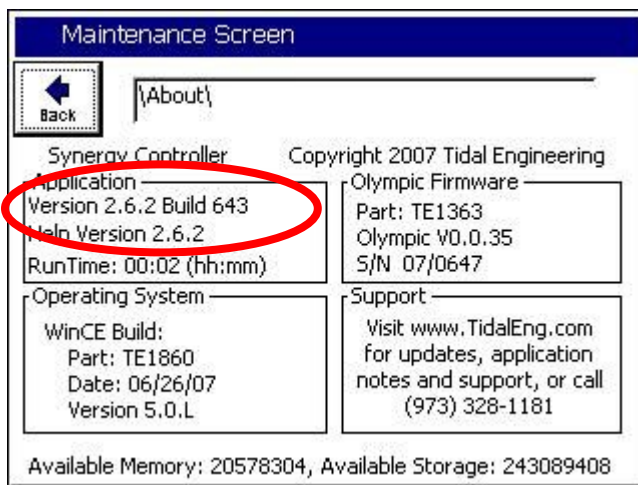 Maintenance Screen
Back
\About\
Synergy Controller
Copyright 2007 Tidal Engineering
Application
Version 2.6.2 Build 643
Help Version 2.6.2
RunTime: 00:02 (hh:mm)
Olympic Firmware
Part: TE1363
Olympic V0.0.35
S/N 07/0647
Operating System
WinCE Build:
Part: TE1860
Date: 06/26/07
Version 5.0.L
Support
Visit www.TidalEng.com
for updates, application
notes and support, or call
(973) 328-1181
Available Memory: 20578304, Available Storage: 243089408